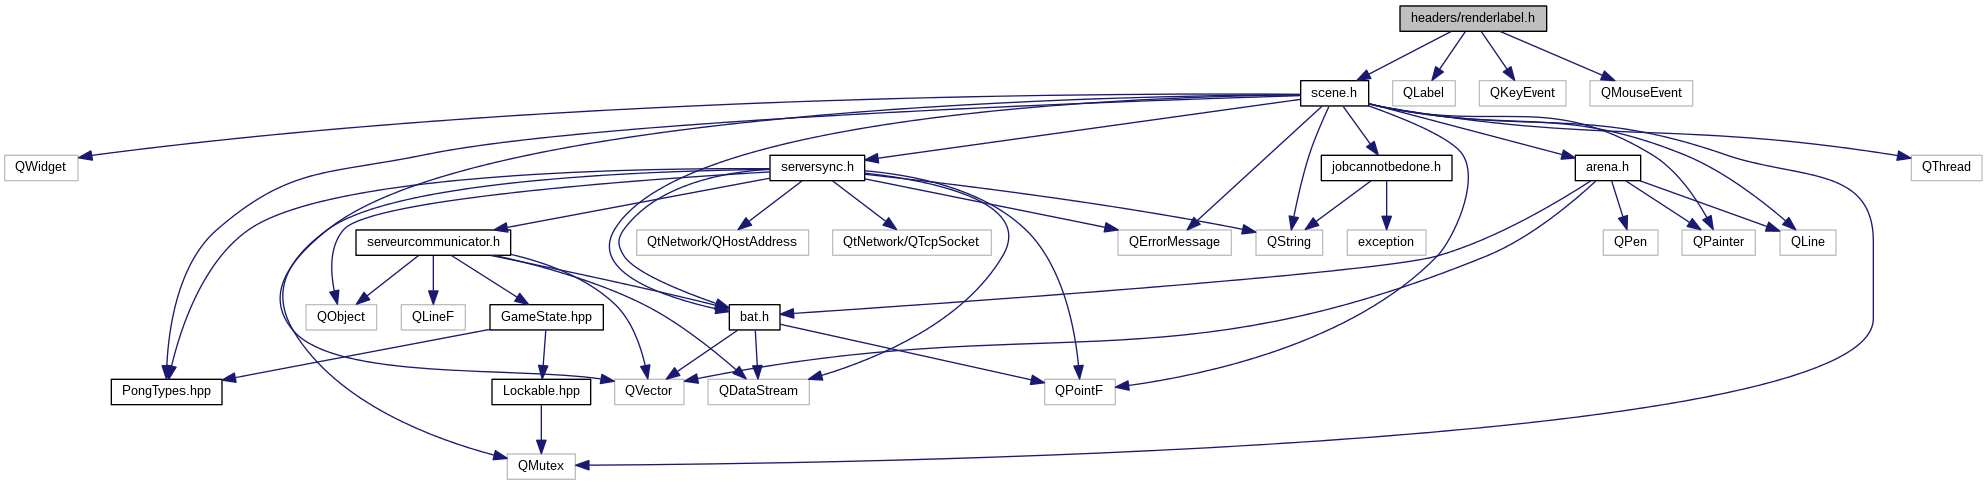 headers/renderlabel.h
scene.h
QLabel
QKeyEvent
QMouseEvent
QWidget
serversync.h
jobcannotbedone.h
arena.h
QThread
serveurcommunicator.h
QtNetwork/QHostAddress
QtNetwork/QTcpSocket
QErrorMessage
QString
exception
QPen
QPainter
QLine
QObject
QLineF
GameState.hpp
bat.h
PongTypes.hpp
Lockable.hpp
QVector
QDataStream
QPointF
QMutex